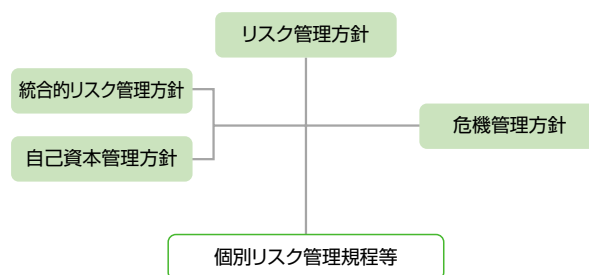 リスク管理方針
統合的リスク管理方針
危機管理方針
自己資本管理方針
個別リスク管理規程等